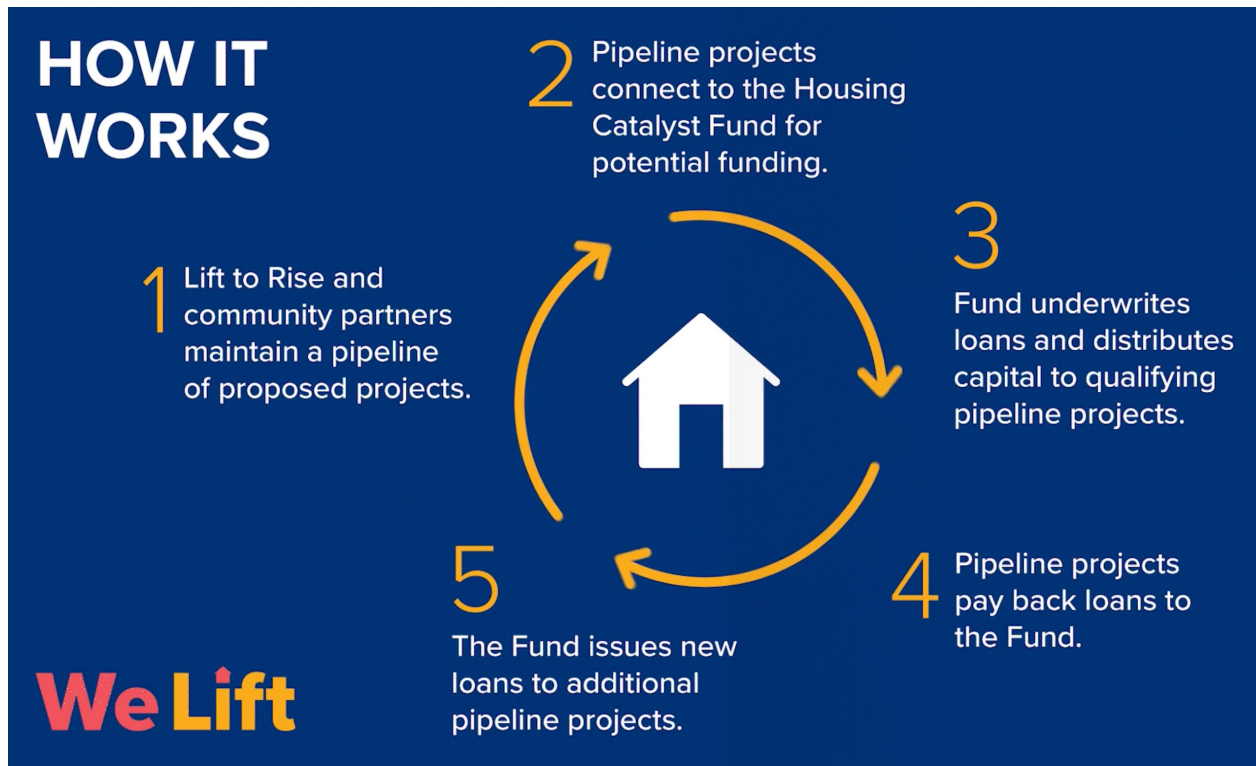 HOW IT
WORKS
1
Lift to Rise and
community partners
maintain a pipeline
of proposed projects.
2
Pipeline projects
connect to the Housing
Catalyst Fund for
potential funding.
3
Fund underwrites
loans and distributes
capital to qualifying
pipeline projects.
4
Pipeline projects
pay back loans to
the Fund.
5
The Fund issues new
loans to additional
pipeline projects.
We Lift